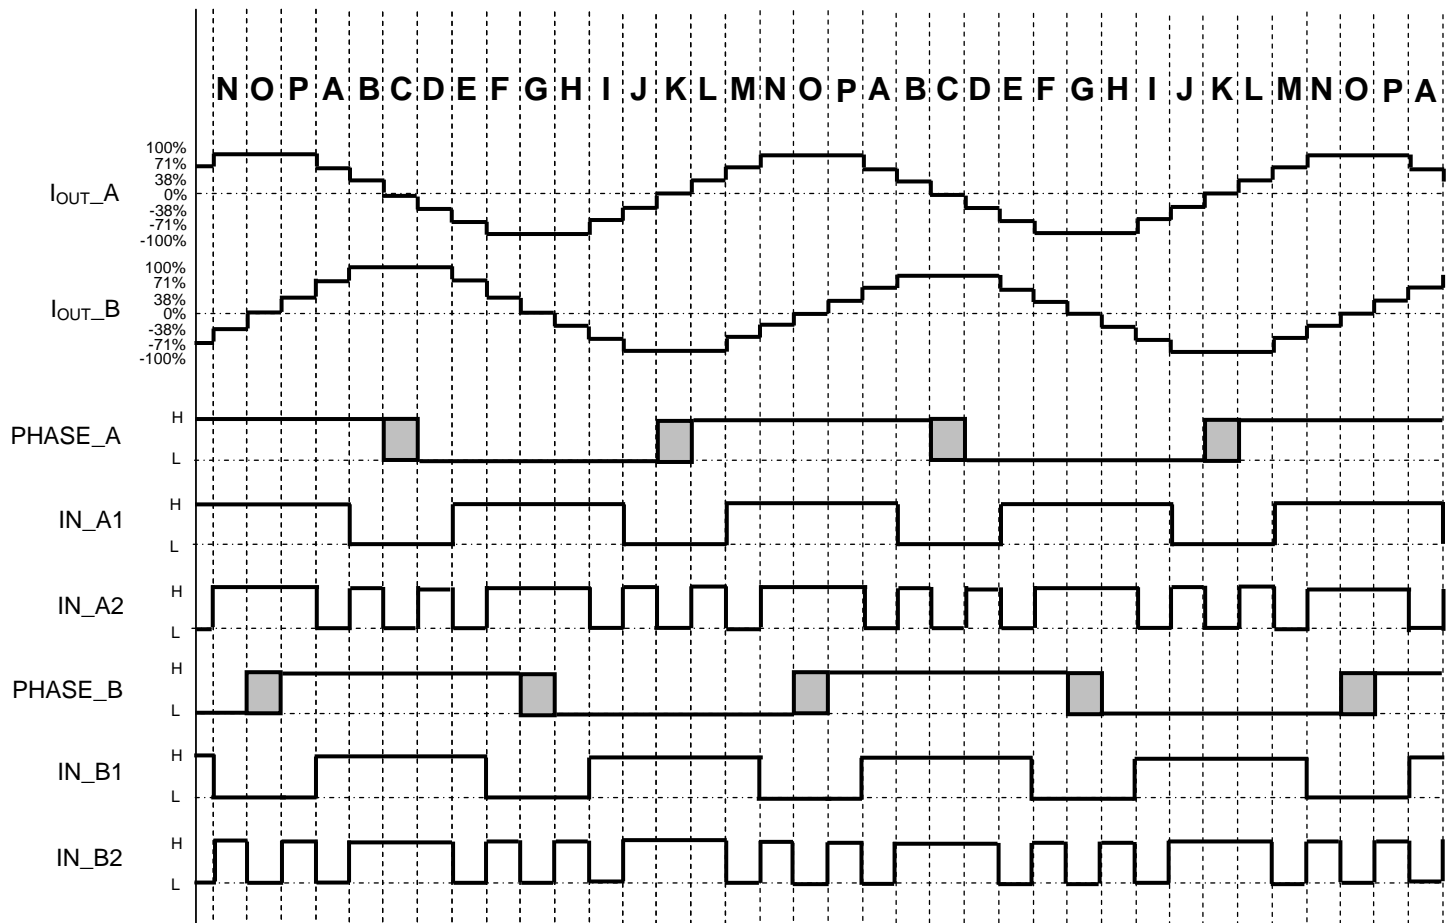 N O P A B C D E F G H I J K L M N O P A B C D E F G H I J K L M N O P A
100%
71%
38%
0%
-38%
-71%
-100%
IOUT_A
100%
71%
38%
0%
-38%
-71%
-100%
IOUT_B
H
PHASE_A
L
H
IN_A1
L
H
IN_A2
L
H
PHASE_B
L
H
IN_B1
L
H
IN_B2
L